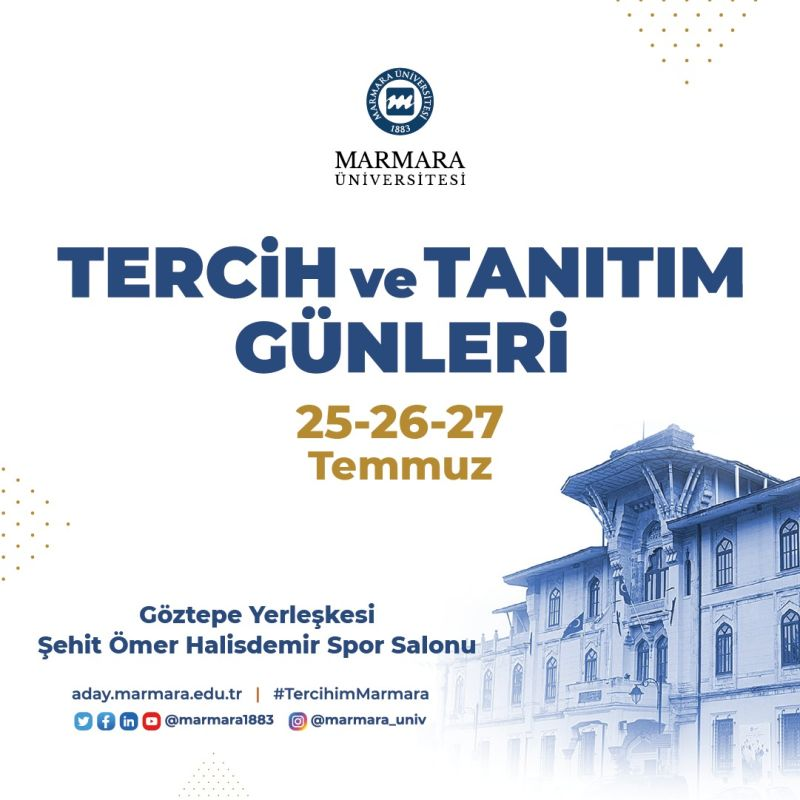 MARMARA ÜNİVERSİTESİ
m
1883
MARMARA
ÜNİVERSİTESİ
TERCİH ve TANITIM
GÜNLERİ
25-26-27
Temmuz
Göztepe Yerleşkesi
Şehit Ömer Halisdemir Spor Salonu
aday.marmara.edu.tr | #TercihimMarmara
@marmara1883 @marmara_univ